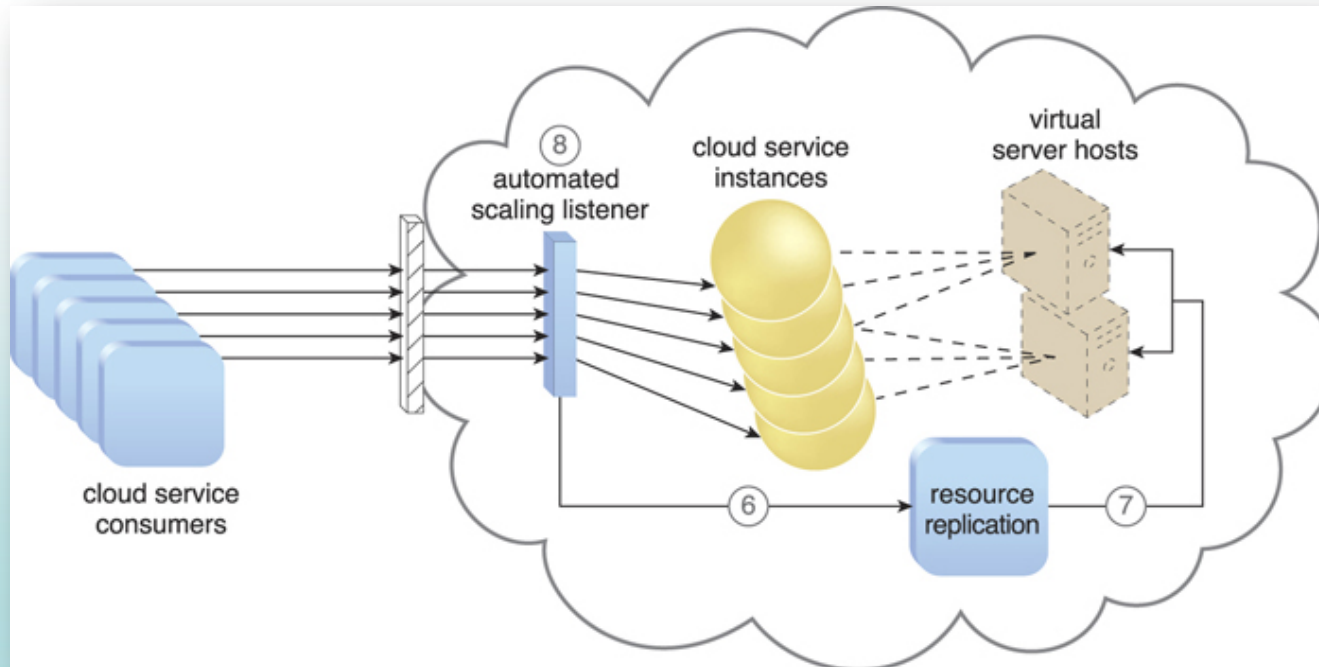 8
automated
scaling listener
cloud service
instances
virtual
server hosts
cloud service
consumers
6
resource
replication
7